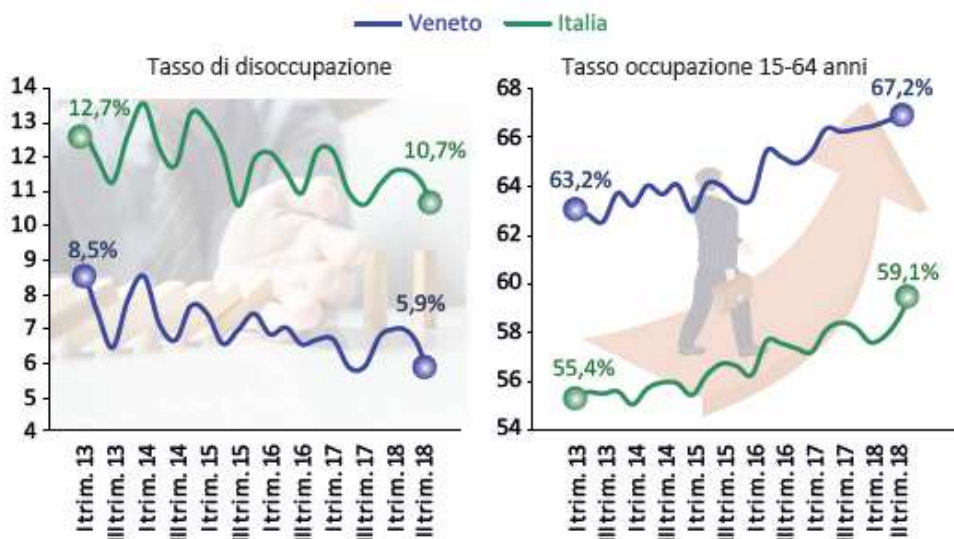 Veneto Italia
Tasso di disoccupazione
14
13
12
11
10
9
8
7
6
5
4
12,7%
10,7%
8,5%
5,9%
I trim. 13
III trim. 13
I trim. 14
III trim. 14
I trim. 15
III trim. 15
I trim. 16
III trim. 16
I trim. 17
III trim. 17
I trim. 18
II trim. 18
Tasso occupazione 15-64 anni
68
66
64
62
60
58
56
54
67,2%
63,2%
59,1%
55,4%
I trim. 13
III trim. 13
I trim. 14
III trim. 14
I trim. 15
III trim. 15
I trim. 16
III trim. 16
I trim. 17
III trim. 17
I trim. 18
III trim. 18